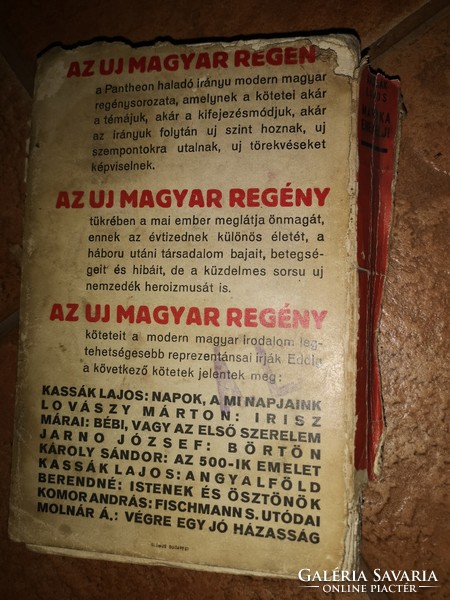 AZ UJ MAGYAR REGÉN
a Pantheon haladó irányu modern magyar
regénysorozata, amelynek a kötetei akár
a témájuk, akár a kifejezésmódjuk, akár
az irányuk folytán uj szint hoznak, uj
szempontokra utalnak, uj törekvéseket
képviselnek.
AZ UJ MAGYAR REGÉNY
tükrében a mai ember meglátja önmagát,
ennek az évtizednek különös életét, a
háboru utáni társadalom bajait, betegsé-
geit és hibáit, de a küzdelmes sorsu uj
nemzedék heroizmusát is.
AZ UJ MAGYAR REGÉNY
köteteit a modern magyar irodalom leg-
tehetségesebb reprezentánsai irják Eddig
a következő kötetek jelentek meg:
KASSÁK LAJOS: NAPOK, A MI NAPJAINK
LOVÁSZY MÁRTON: IRISZ
MÁRAI: BÉBI, VAGY AZ ELSŐ SZERELEM
JARNO JÓZSEF: BÖRTÖN
KÁROLY SÁNDOR: AZ 500-IK EMELET
KASSÁK LAJOS: ANGYALFÖLD
BERENDNÉ: ISTENEK ÉS ÖSZTÖNÖK
KOMOR ANDRÁS: FISCHMANN S. UTÓDAI
MOLNÁR Á.: VÉGRE EGY JÓ HÁZASSÁG
BUDAPEST
GALÉRIA SAVARIA
ONLINE PIACTÉR